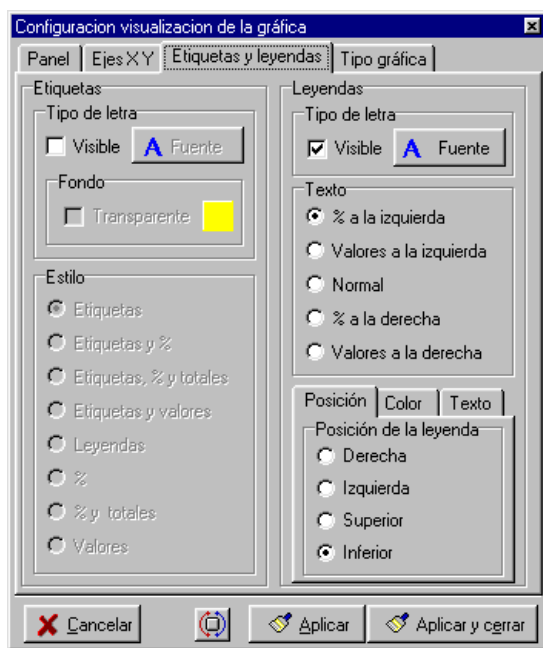 Configuracion visualizacion de la gráfica
Panel
Ejes X Y
Etiquetas y leyendas
Tipo gráfica
Etiquetas
Tipo de letra
Visible
A Fuente
Fondo
Transparente
Estilo
Etiquetas
Etiquetas y %
Etiquetas, % y totales
Etiquetas y valores
Leyendas
%
% y totales
Valores
Leyendas
Tipo de letra
Visible
A Fuente
Texto
% a la izquierda
Valores a la izquierda
Normal
% a la derecha
Valores a la derecha
Posición
Color
Texto
Posición de la leyenda
Derecha
Izquierda
Superior
Inferior
Cancelar
Aplicar
Aplicar y cerrar